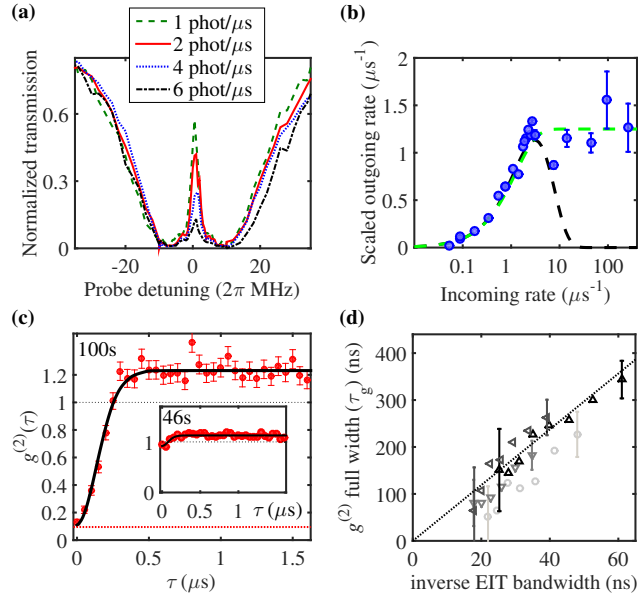 (a)
1 phot/μs
2 phot/μs
4 phot/μs
6 phot/μs
Normalized transmission
0.6
0.3
0
-20 0 20
Probe detuning (2π MHz)
(b)
Scaled outgoing rate (μs⁻¹)
2
1.5
1
0.5
0
0.1 1 10 100
Incoming rate (μs⁻¹)
(c)
100s
g⁽²⁾(τ)
1.2
1
0.8
0.6
0.4
0.2
0
0 0.5 1 1.5
τ (μs)
46s
1
0
0 0.5 1
τ (μs)
(d)
g⁽²⁾ full width (τg) (ns)
400
300
200
100
0
0 20 40 60
inverse EIT bandwidth (ns)